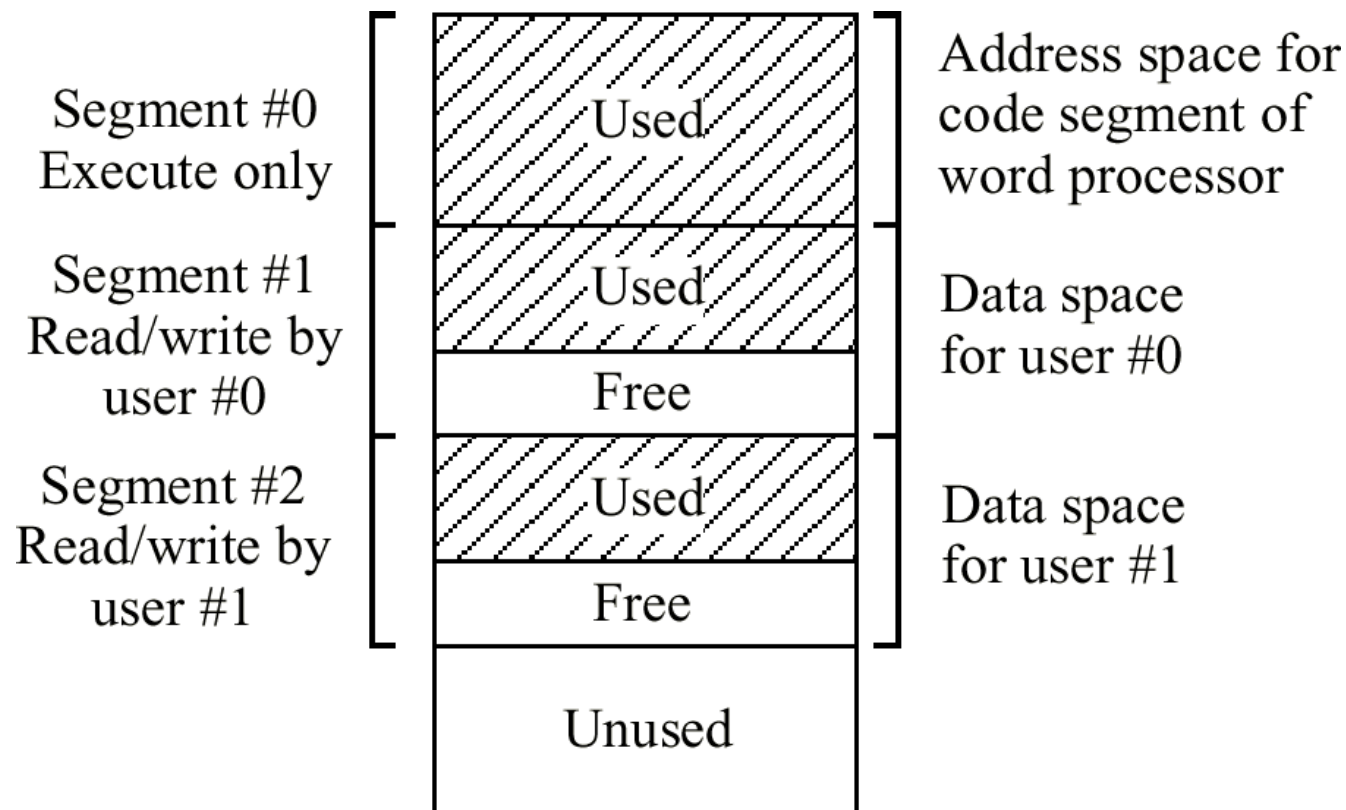 Segment #0
Execute only
Used
Address space for
code segment of
word processor
Segment #1
Read/write by
user #0
Used
Free
Data space
for user #0
Segment #2
Read/write by
user #1
Used
Free
Data space
for user #1
Unused